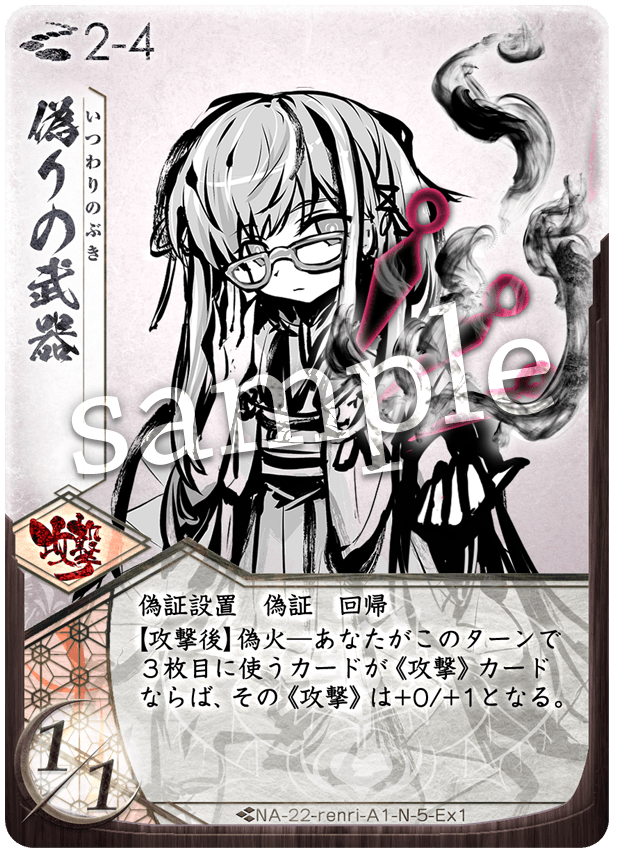 2-4
偽りの武器
いつわりのぶき
sample
攻撃
偽証設置 偽証 回帰
【攻撃後】偽火―あなたがこのターンで
３枚目に使うカードが《攻撃》カード
ならば、その《攻撃》は+0/+1となる。
1/1
NA-22-renri-A1-N-5-Ex1